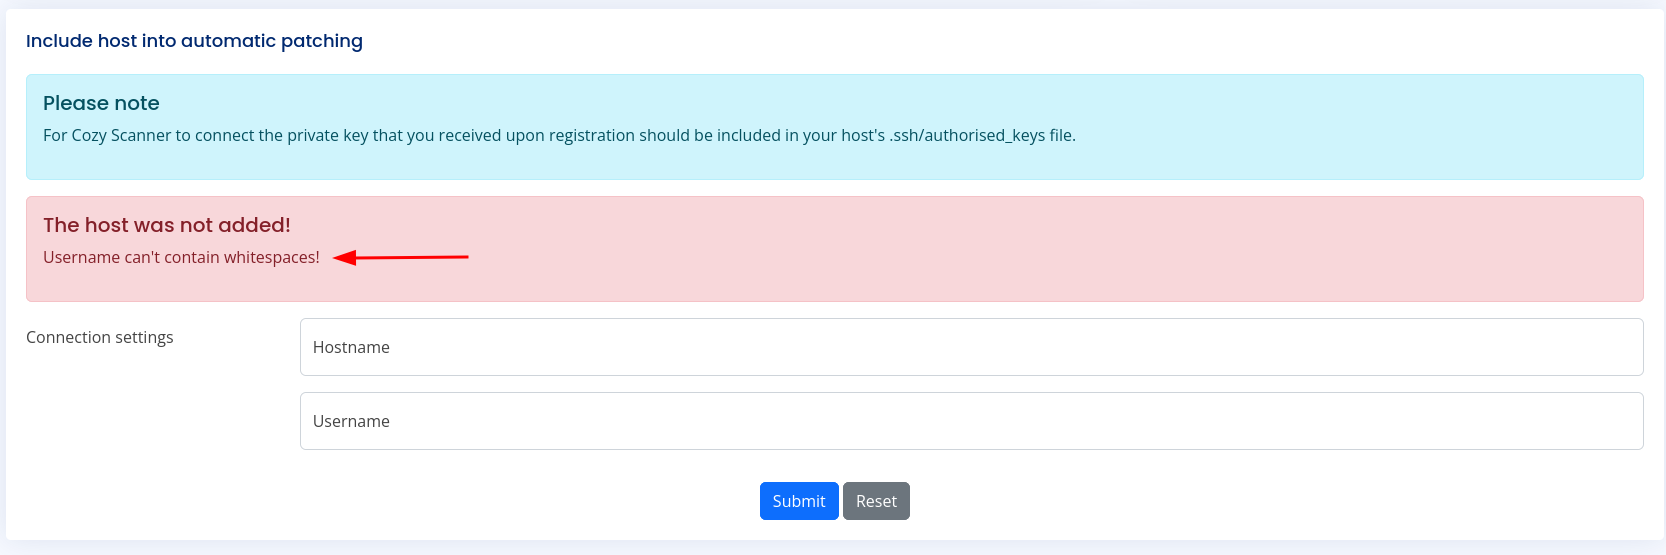 Include host into automatic patching
Please note
For Cozy Scanner to connect the private key that you received upon registration should be included in your host's .ssh/authorised_keys file.
The host was not added!
Username can't contain whitespaces!
Connection settings
Hostname
Username
Submit Reset